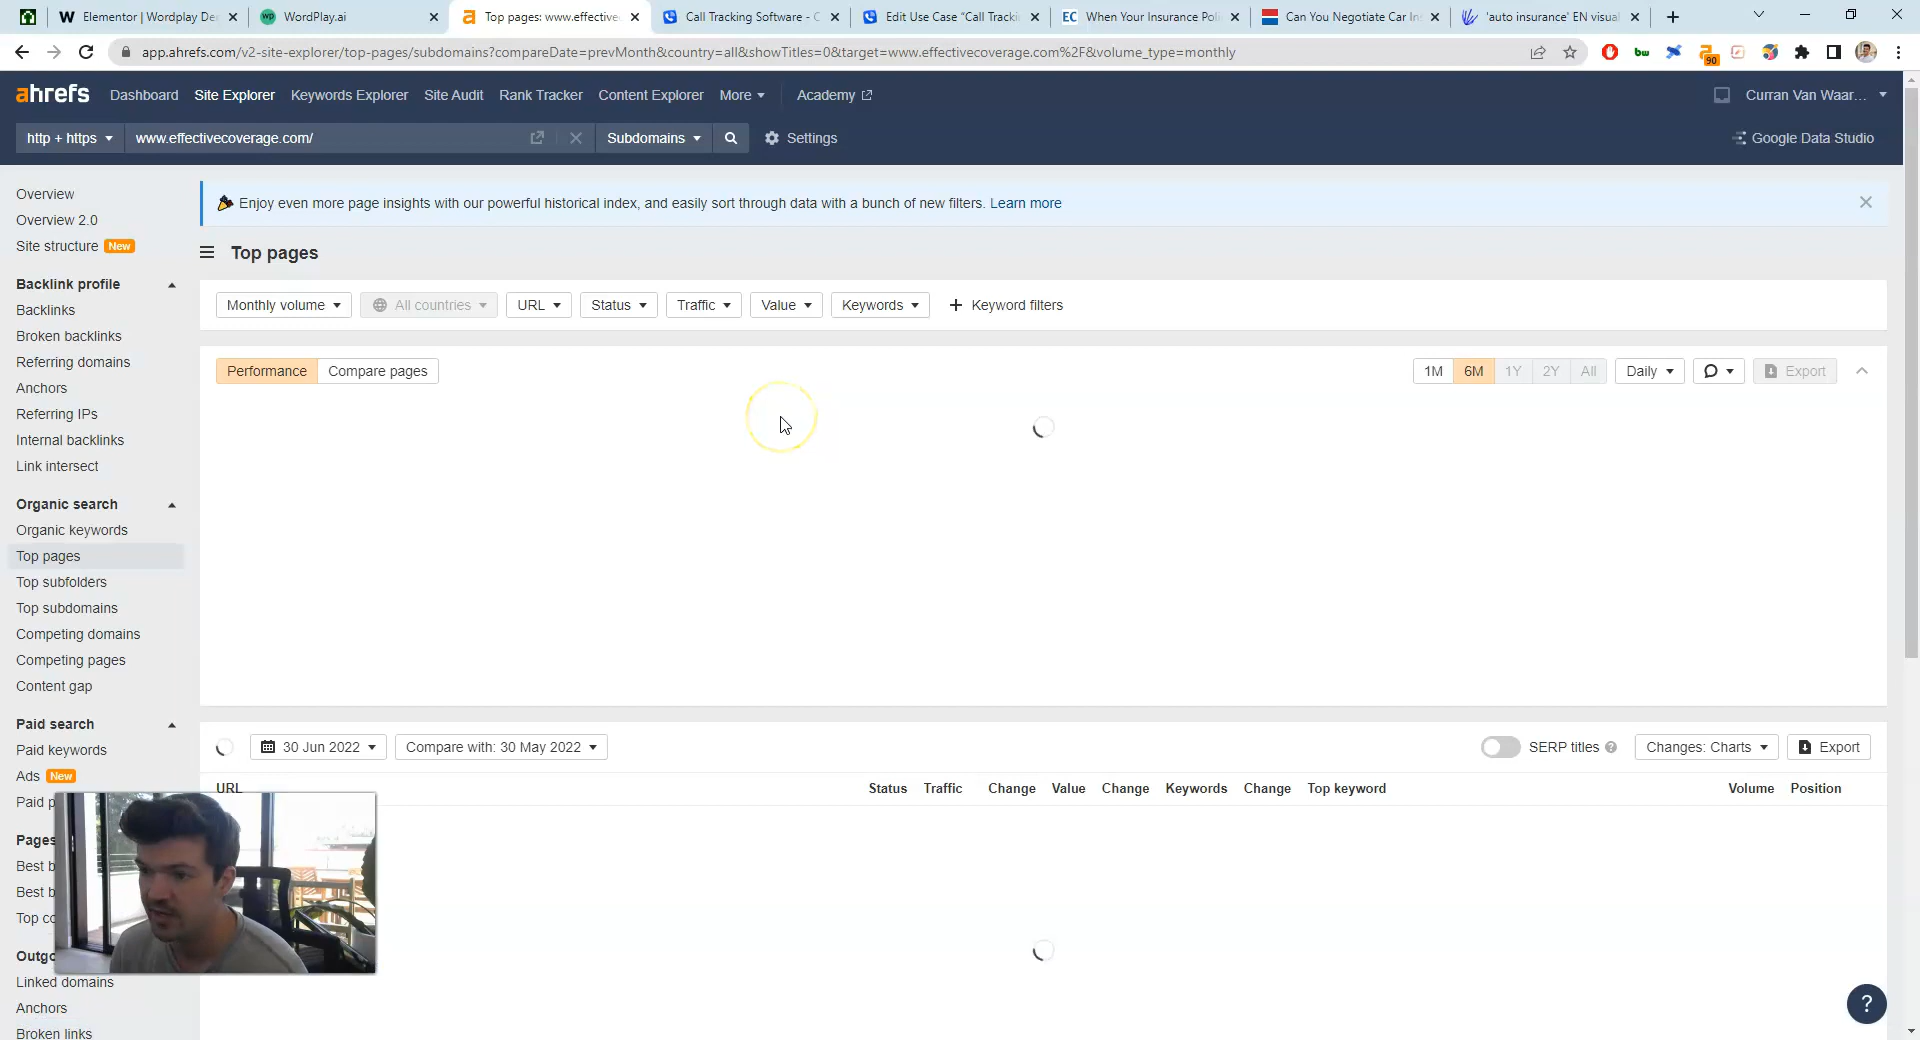 Elementor | Wordplay De
WordPlay.ai
Top pages: www.effective
Call Tracking Software - C
Edit Use Case "Call Tracki
EC When Your Insurance Poli
Can You Negotiate Car In
'auto insurance' EN visual
app.ahrefs.com/v2-site-explorer/top-pages/subdomains?compareDate=prevMonth&country=all&showTitles=0&target=www.effectivecoverage.com%2F&volume_type=monthly
bw
90
ahrefs Dashboard Site Explorer Keywords Explorer Site Audit Rank Tracker Content Explorer More Academy Curran Van Waar...
http + https www.effectivecoverage.com/ Subdomains Settings Google Data Studio
Overview
Overview 2.0
Site structure New
Backlink profile
Backlinks
Broken backlinks
Referring domains
Anchors
Referring IPs
Internal backlinks
Link intersect
Organic search
Organic keywords
Top pages
Top subfolders
Top subdomains
Competing domains
Competing pages
Content gap
Paid search
Paid keywords
Ads New
Paid p
Pages
Best b
Best b
Top co
Outgo
Linked domains
Anchors
Broken links
Enjoy even more page insights with our powerful historical index, and easily sort through data with a bunch of new filters. Learn more
Top pages
Monthly volume All countries URL Status Traffic Value Keywords + Keyword filters
Performance Compare pages 1M 6M 1Y 2Y All Daily Export
30 Jun 2022 Compare with: 30 May 2022 SERP titles ? Changes: Charts Export
URL Status Traffic Change Value Change Keywords Change Top keyword Volume Position
?